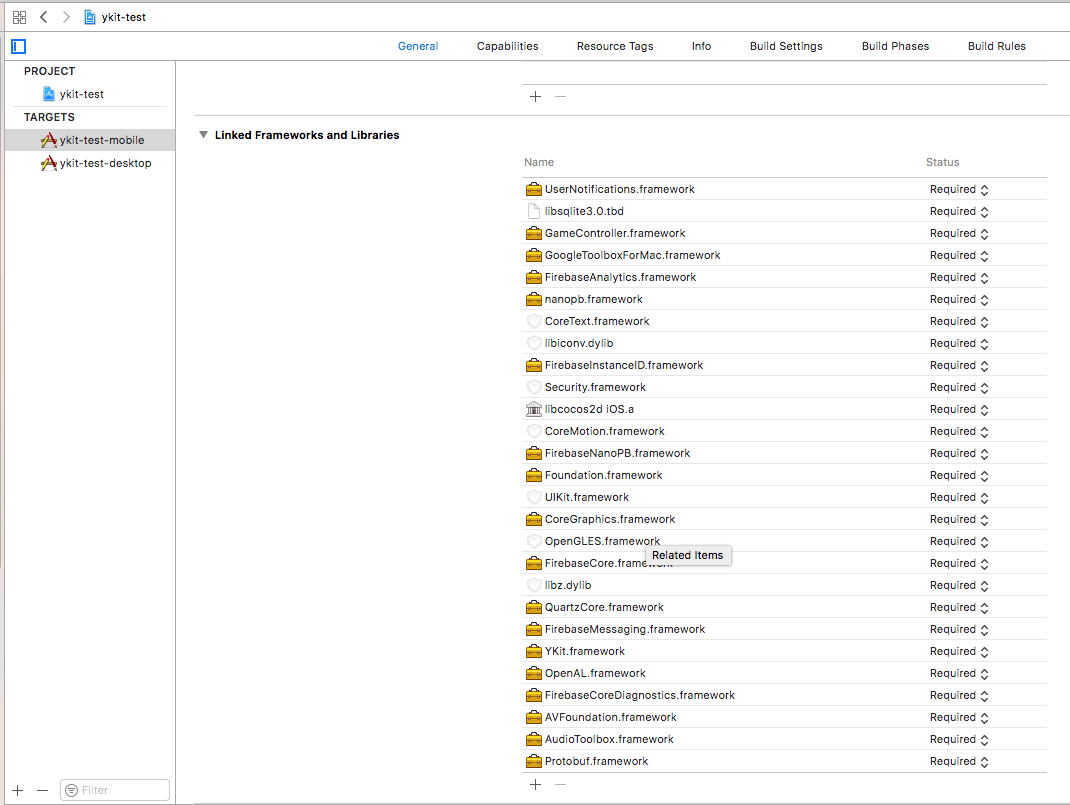 ykit-test
General Capabilities Resource Tags Info Build Settings Build Phases Build Rules
PROJECT
ykit-test
TARGETS
ykit-test-mobile
ykit-test-desktop
Filter
Linked Frameworks and Libraries
Name Status
UserNotifications.framework Required
libsqlite3.0.tbd Required
GameController.framework Required
GoogleToolboxForMac.framework Required
FirebaseAnalytics.framework Required
nanopb.framework Required
CoreText.framework Required
libiconv.dylib Required
FirebaseInstanceID.framework Required
Security.framework Required
libcocos2d iOS.a Required
CoreMotion.framework Required
FirebaseNanoPB.framework Required
Foundation.framework Required
UIKit.framework Required
CoreGraphics.framework Required
OpenGLES.framework Required
Related Items
FirebaseCore.framework Required
libz.dylib Required
QuartzCore.framework Required
FirebaseMessaging.framework Required
YKit.framework Required
OpenAL.framework Required
FirebaseCoreDiagnostics.framework Required
AVFoundation.framework Required
AudioToolbox.framework Required
Protobuf.framework Required